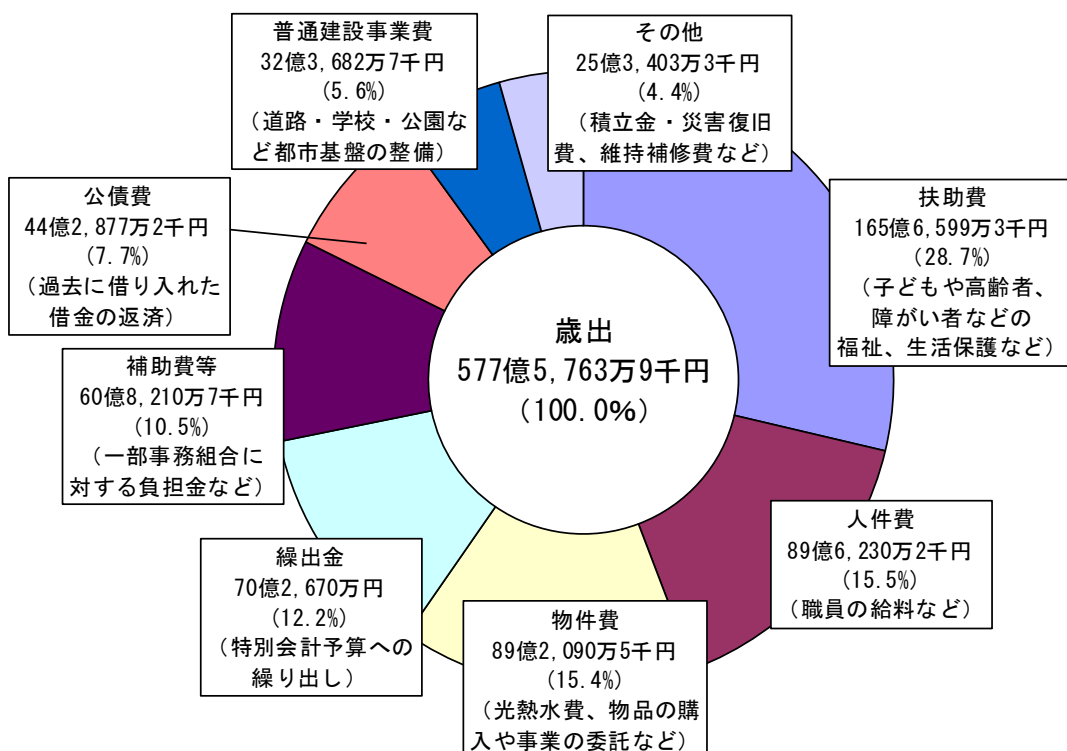 普通建設事業費
32億3,682万7千円
(5.6%)
（道路・学校・公園など都市基盤の整備）
その他
25億3,403万3千円
(4.4%)
（積立金・災害復旧
費、維持補修費など）
扶助費
165億6,599万3千円
(28.7%)
（子どもや高齢者、
障がい者などの
福祉、生活保護など）
公債費
44億2,877万2千円
(7.7%)
（過去に借り入れた
借金の返済）
歳出
577億5,763万9千円
(100.0%)
補助費等
60億8,210万7千円
(10.5%)
（一部事務組合に
対する負担金など）
人件費
89億6,230万2千円
(15.5%)
（職員の給料など）
繰出金
70億2,670万円
(12.2%)
（特別会計予算への
繰り出し）
物件費
89億2,090万5千円
(15.4%)
（光熱水費、物品の購
入や事業の委託など）